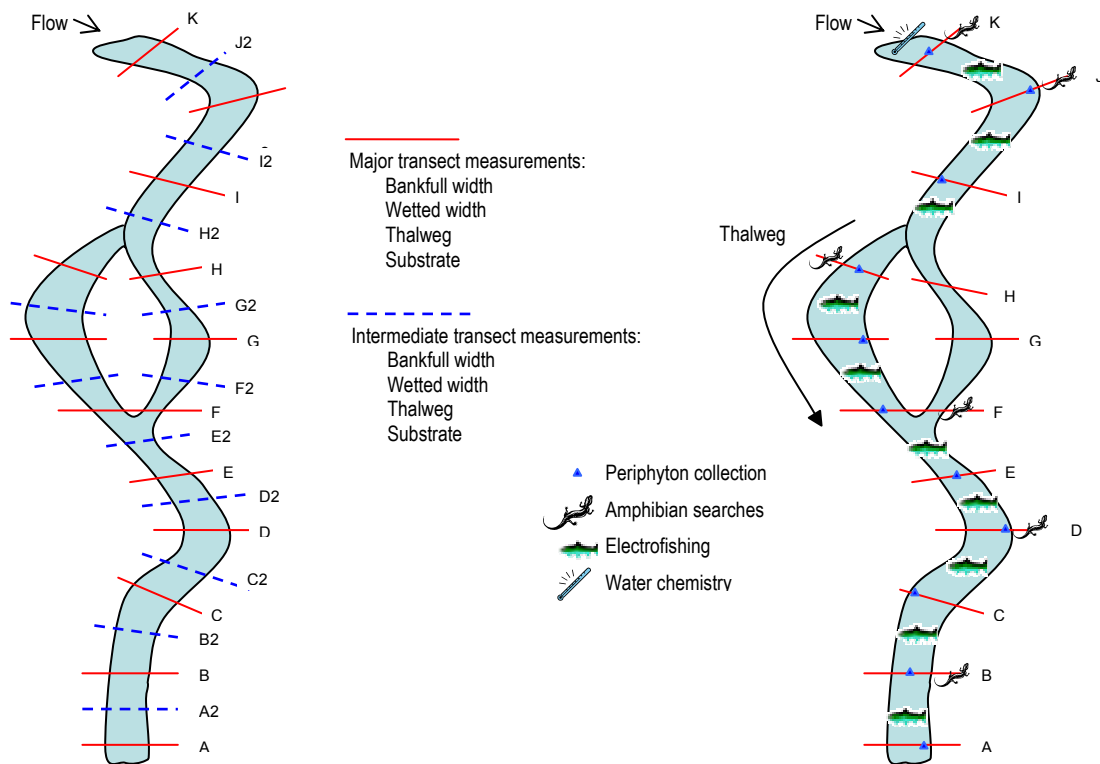 Flow
K
J2
I2
I
H2
H
G2
G
F2
F
E2
E
D2
D
C2
C
B2
B
A2
A
Major transect measurements:
Bankfull width
Wetted width
Thalweg
Substrate
Intermediate transect measurements:
Bankfull width
Wetted width
Thalweg
Substrate
Periphyton collection
Amphibian searches
Electrofishing
Water chemistry
Flow
K
I
Thalweg
H
G
F
E
D
C
B
A